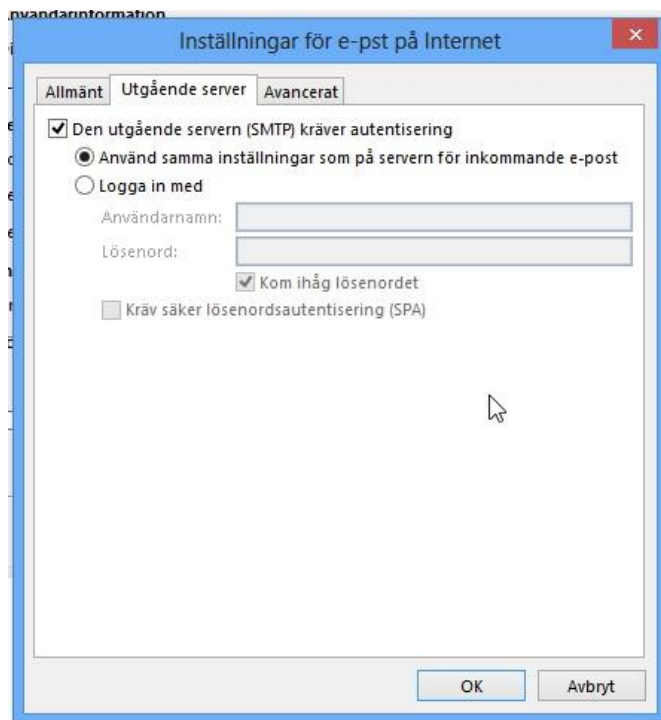 nvändarinformation
Inställningar för e-pst på Internet
Allmänt Utgående server Avancerat
Den utgående servern (SMTP) kräver autentisering
Använd samma inställningar som på servern för inkommande e-post
Logga in med
Användarnamn:
Lösenord:
Kom ihåg lösenordet
Kräv säker lösenordsautentisering (SPA)
OK Avbryt